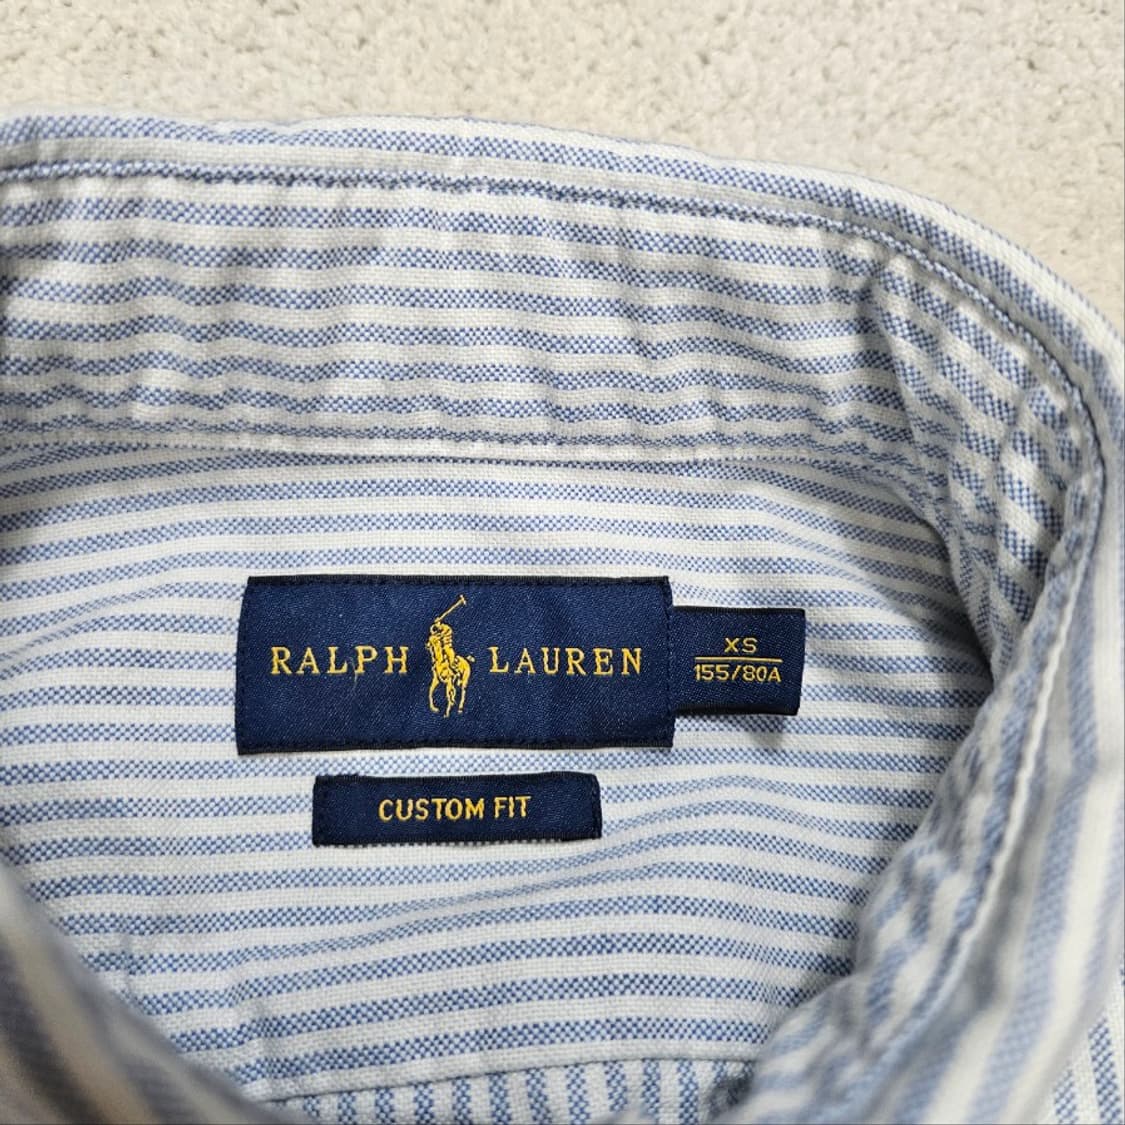 RALPH LAUREN
XS
155/80A
CUSTOM FIT